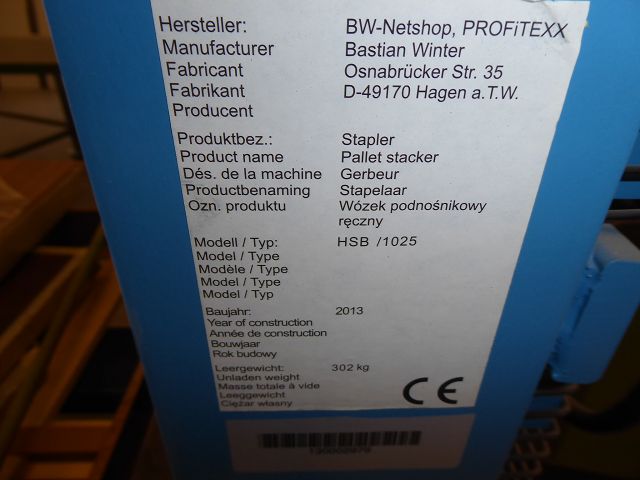 Hersteller: BW-Netshop, PROFiTEXX
Manufacturer Bastian Winter
Fabricant Osnabrücker Str. 35
Fabrikant D-49170 Hagen a.T.W.
Producent
Produktbez.: Stapler
Product name Pallet stacker
Dés. de la machine Gerbeur
Productbenaming Stapelaar
Ozn. produktu Wózek podnośnikowy
ręczny
Modell / Typ: HSB /1025
Model / Type
Modèle / Type
Model / Type
Model / Typ
Baujahr: 2013
Year of construction
Année de construction
Bouwjaar
Rok budowy
Leergewicht: 302 kg
Unladen weight
Masse totale à vide
Leeggewicht
Ciężar własny
CE